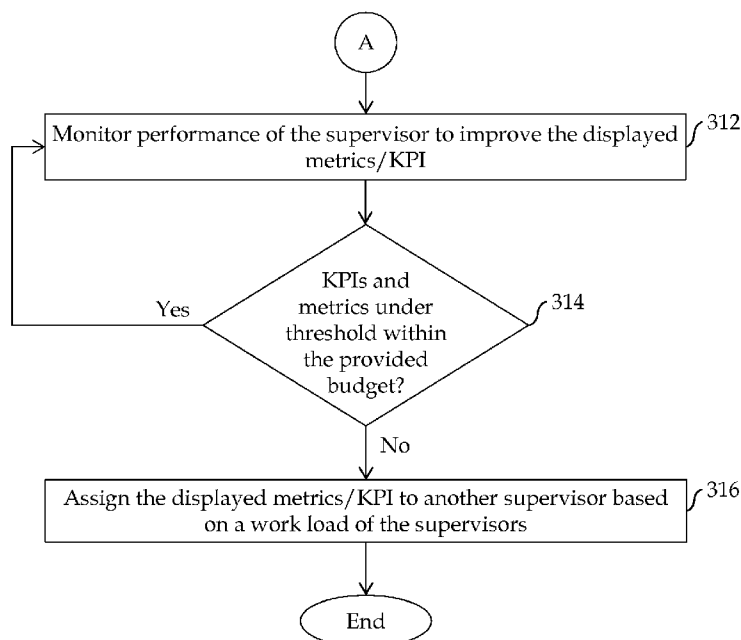 A
Monitor performance of the supervisor to improve the displayed
metrics/KPI
312
KPIs and
metrics under
threshold within
the provided
budget?
314
Yes
No
Assign the displayed metrics/KPI to another supervisor based
on a work load of the supervisors
316
End